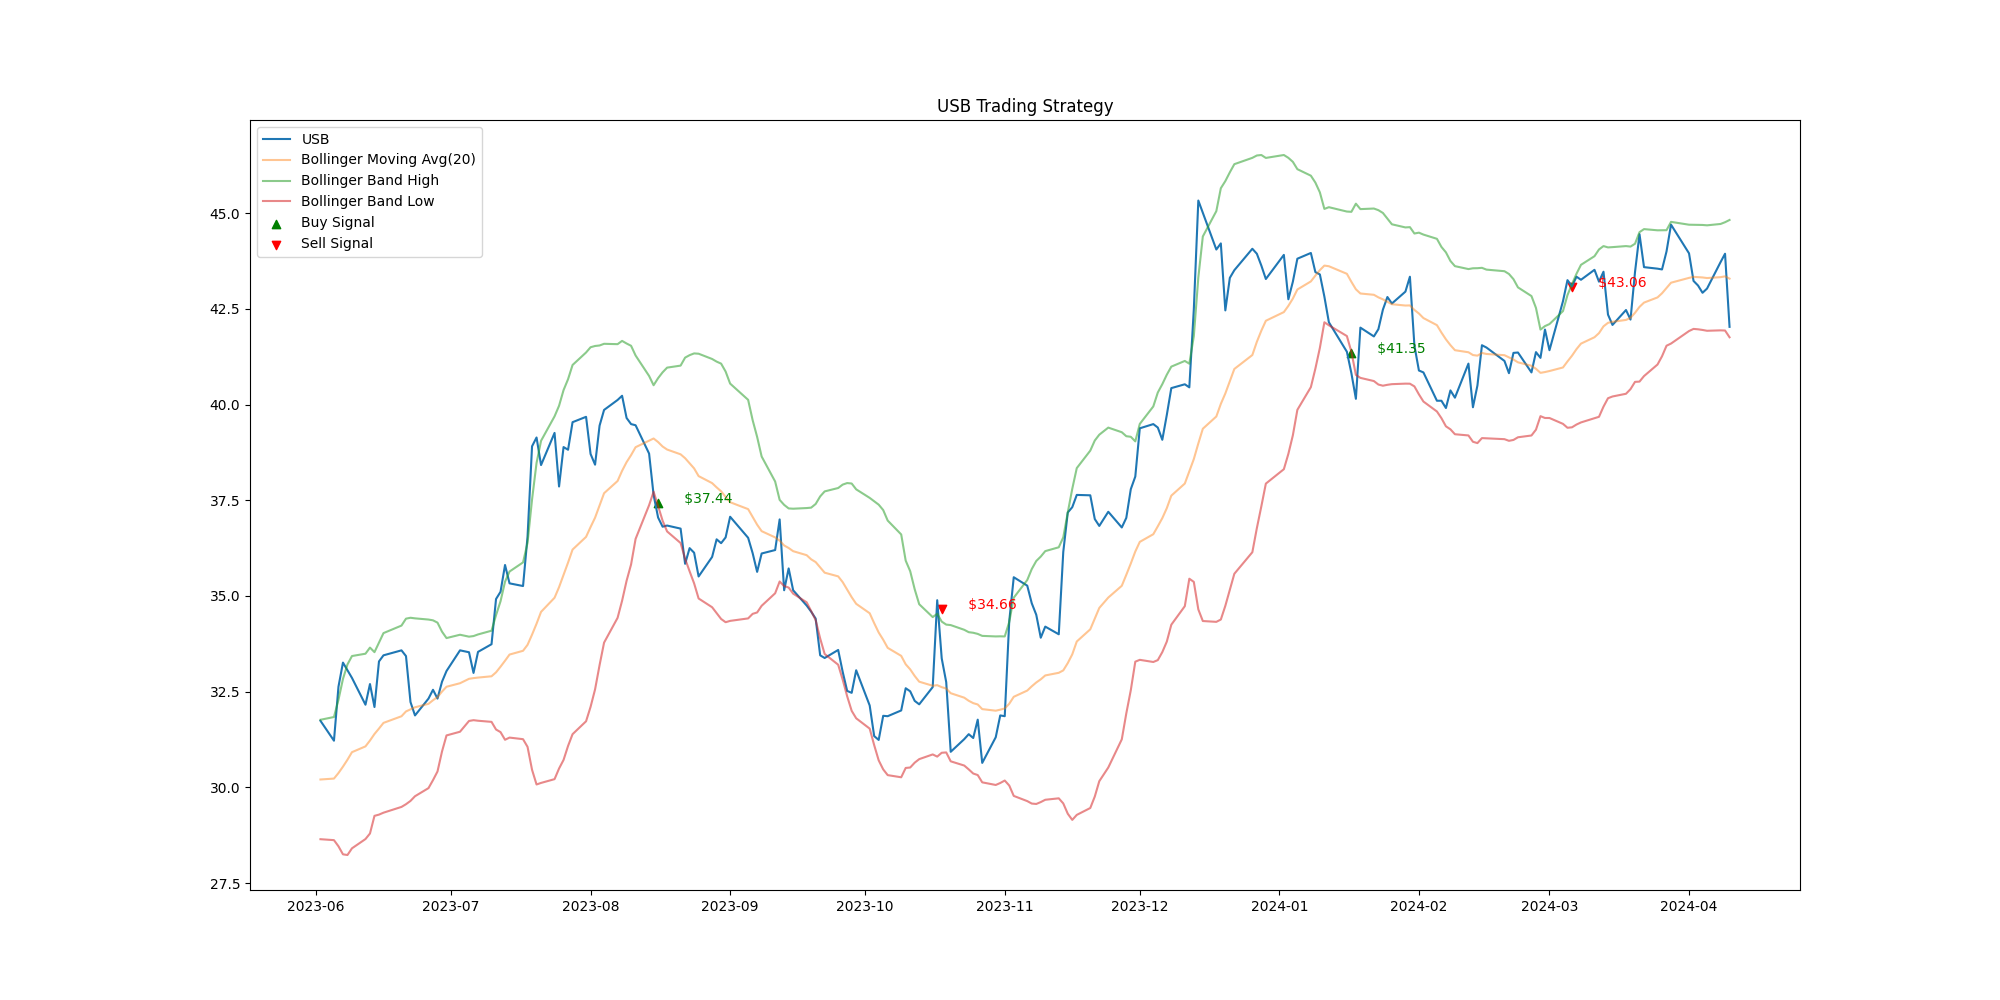 USB Trading Strategy
USB
Bollinger Moving Avg(20)
Bollinger Band High
Bollinger Band Low
Buy Signal
Sell Signal
45.0
42.5
40.0
37.5
35.0
32.5
30.0
27.5
$37.44
$34.66
$41.35
$43.06
2023-06 2023-07 2023-08 2023-09 2023-10 2023-11 2023-12 2024-01 2024-02 2024-03 2024-04